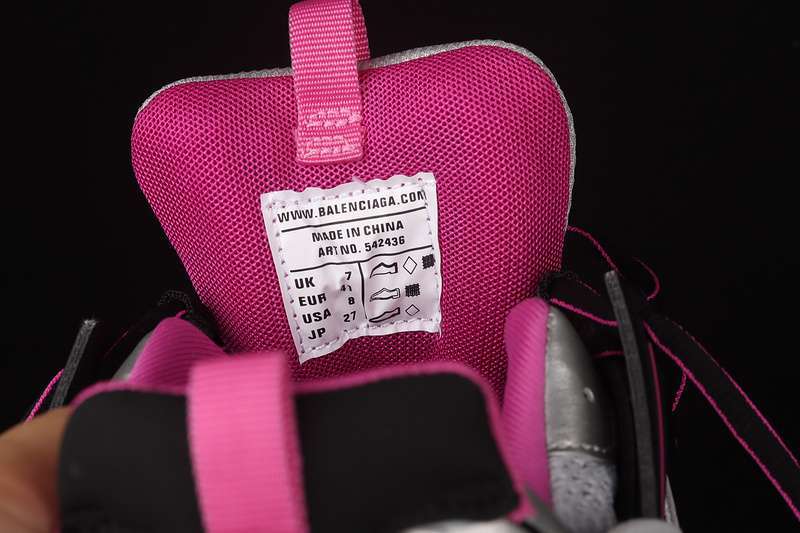 WWW.BALENCIAGA.COM
MADE IN CHINA
ART NO. 542436
UK 7
EUR 41
USA 8
JP 27